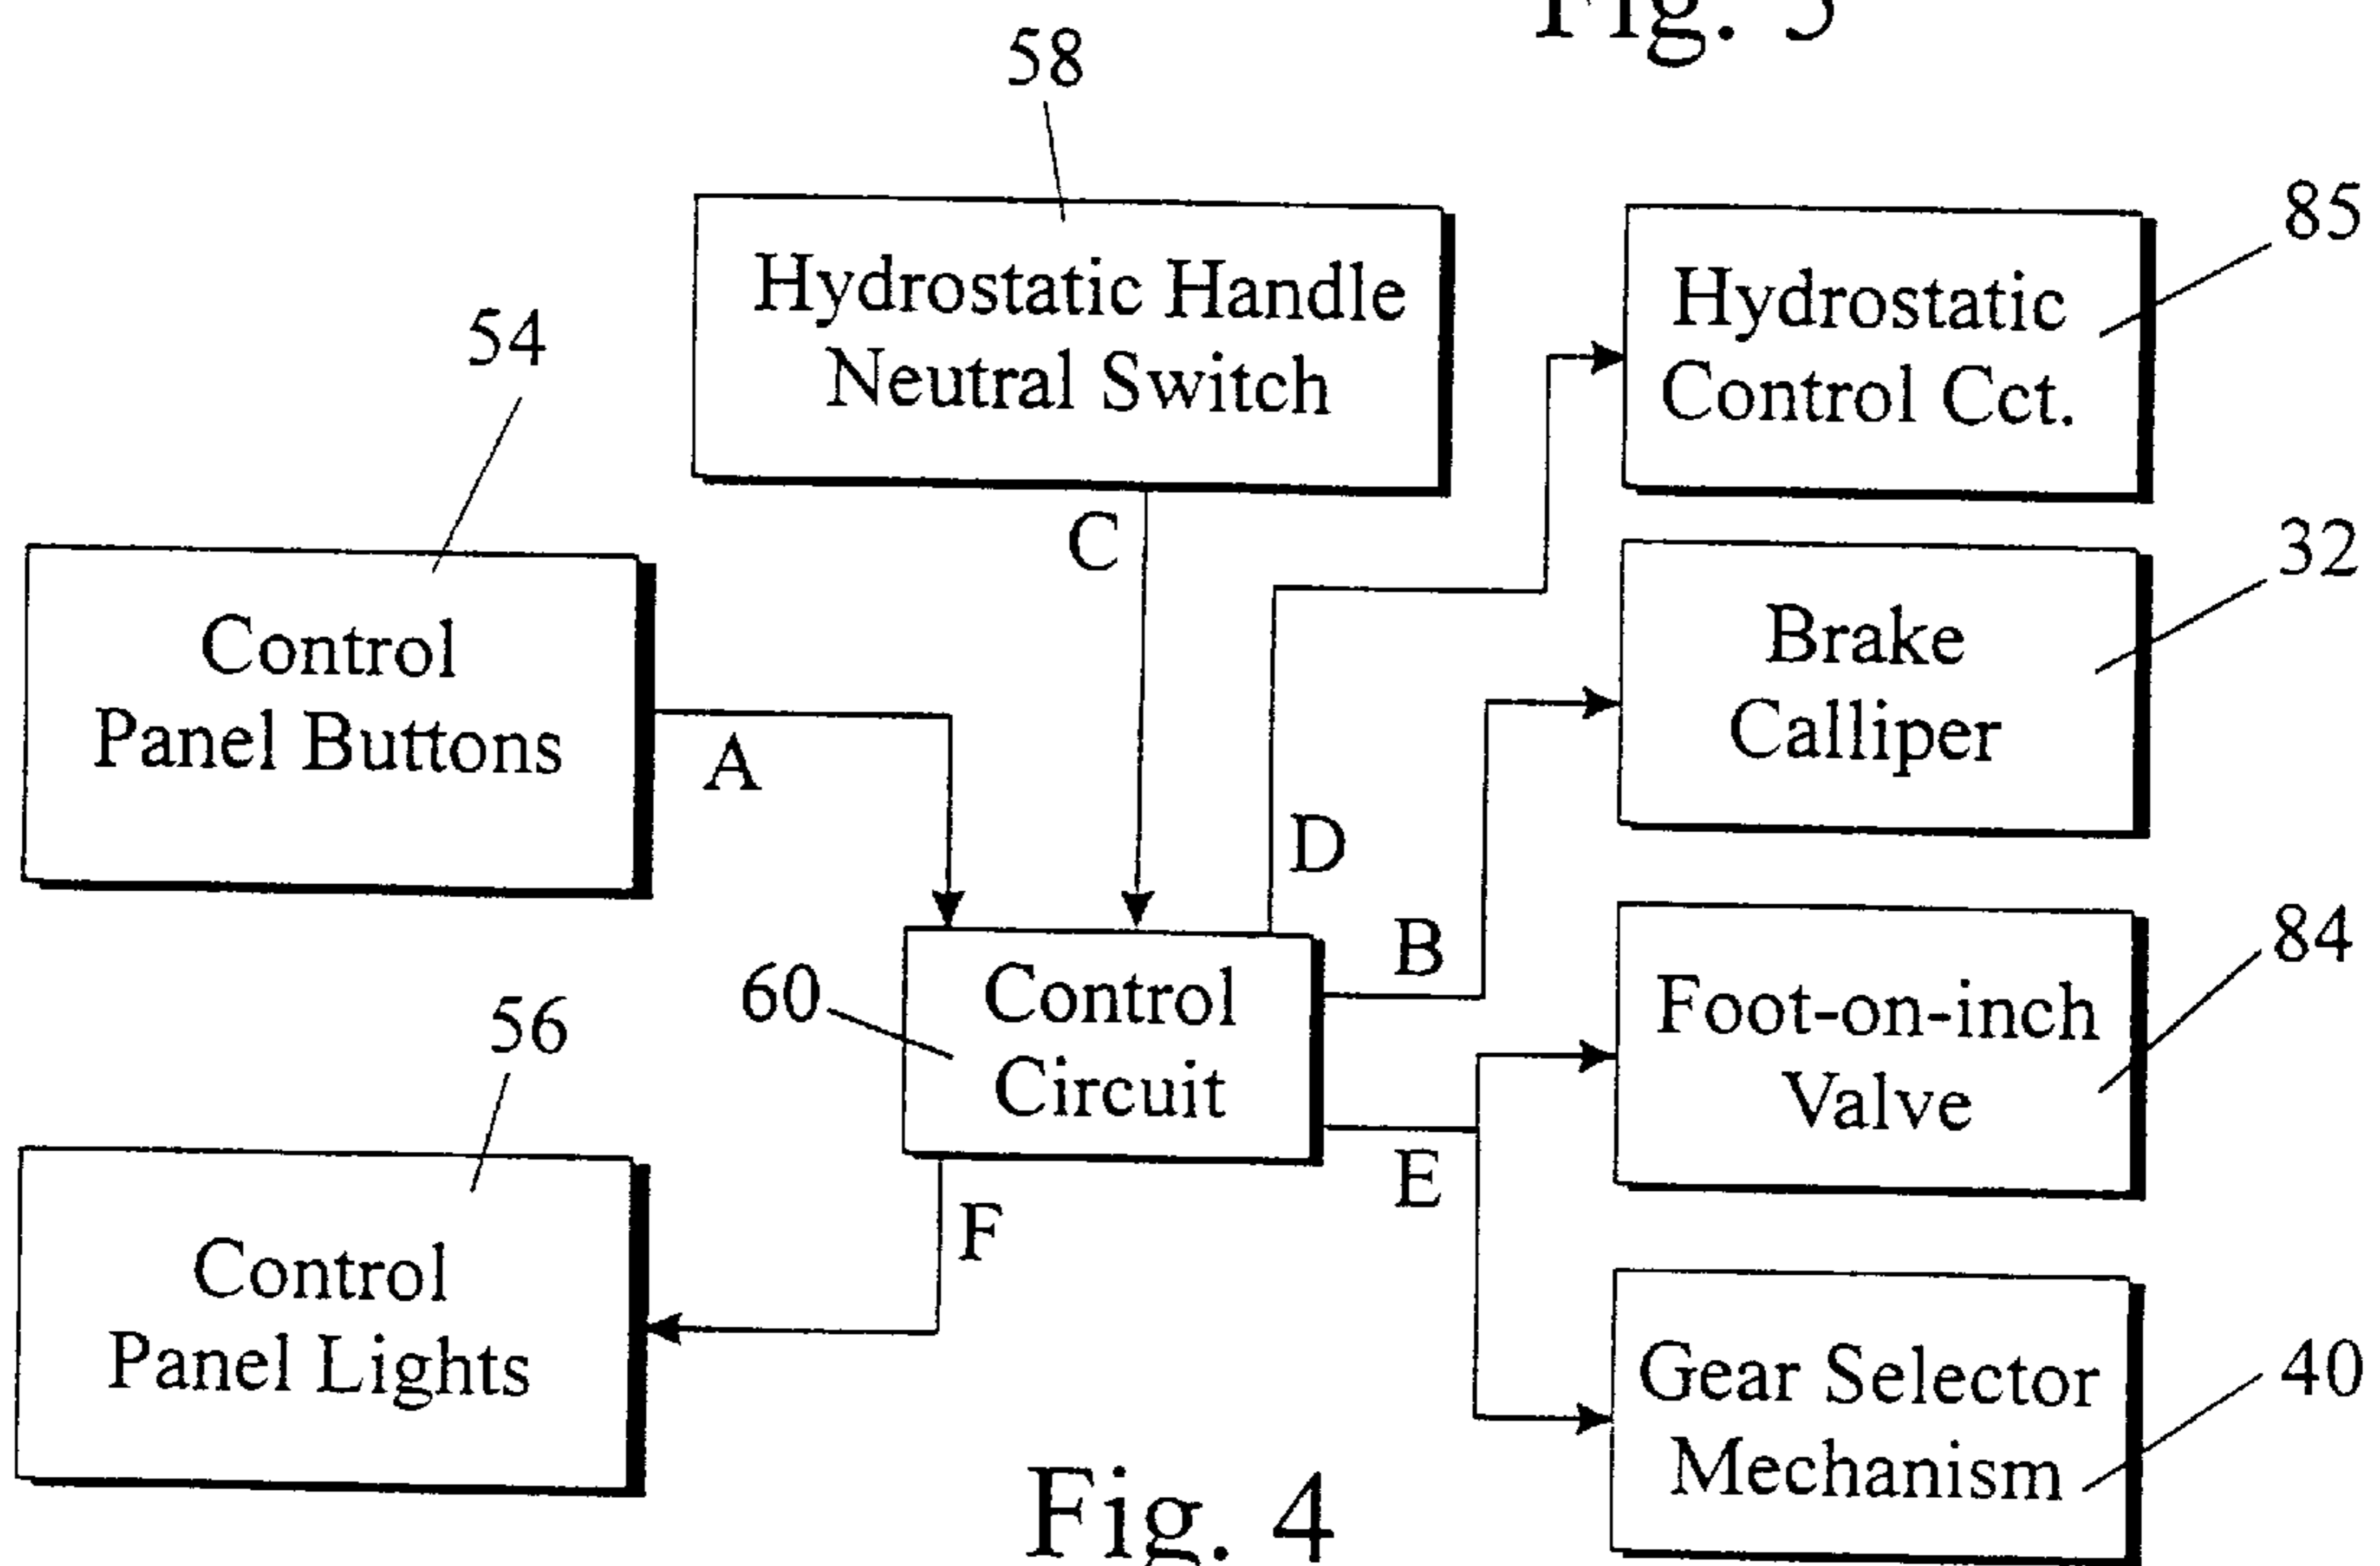 Fig. 3
58
85
Hydrostatic Handle
Neutral Switch
Hydrostatic
Control Cct.
54
C
32
Control
Panel Buttons
Brake
Calliper
A
D
B
84
60
Control
Circuit
Foot-on-inch
Valve
56
E
F
Control
Panel Lights
Gear Selector
Mechanism
40
Fig. 4